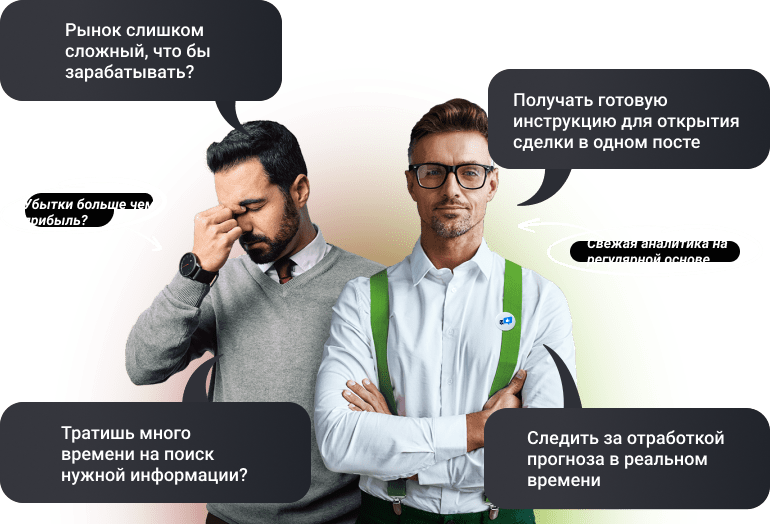 Рынок слишком
сложный, что бы
зарабатывать?
Получать готовую
инструкцию для открытия
сделки в одном посте
Убытки больше чем
прибыль?
Свежая аналитика на
регулярной основе
Тратишь много
времени на поиск
нужной информации?
Следить за отработкой
прогноза в реальном
времени